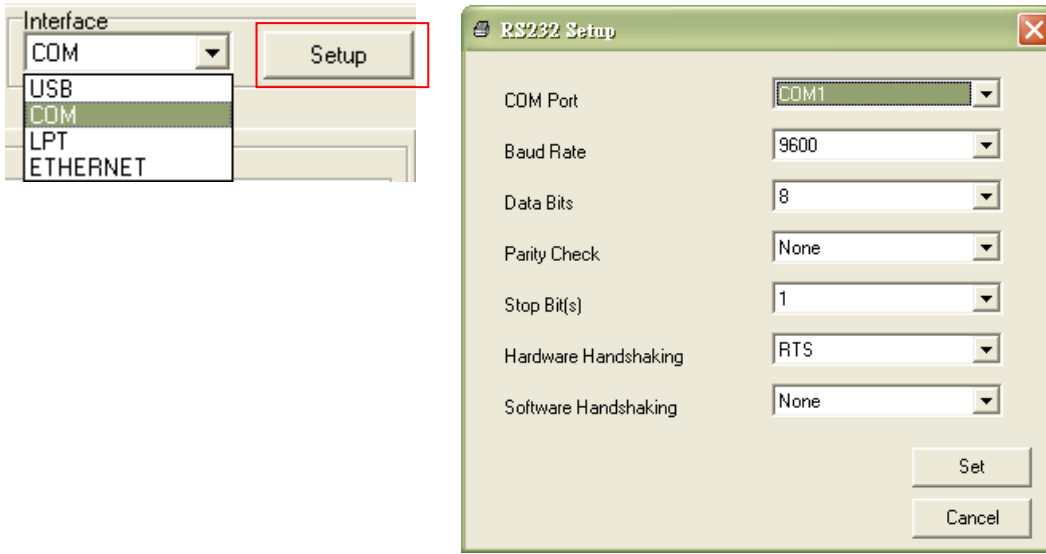 Interface
COM
Setup
USB
COM
LPT
ETHERNET
RS232 Setup
COM Port
COM1
Baud Rate
9600
Data Bits
8
Parity Check
None
Stop Bit(s)
1
Hardware Handshaking
RTS
Software Handshaking
None
Set
Cancel